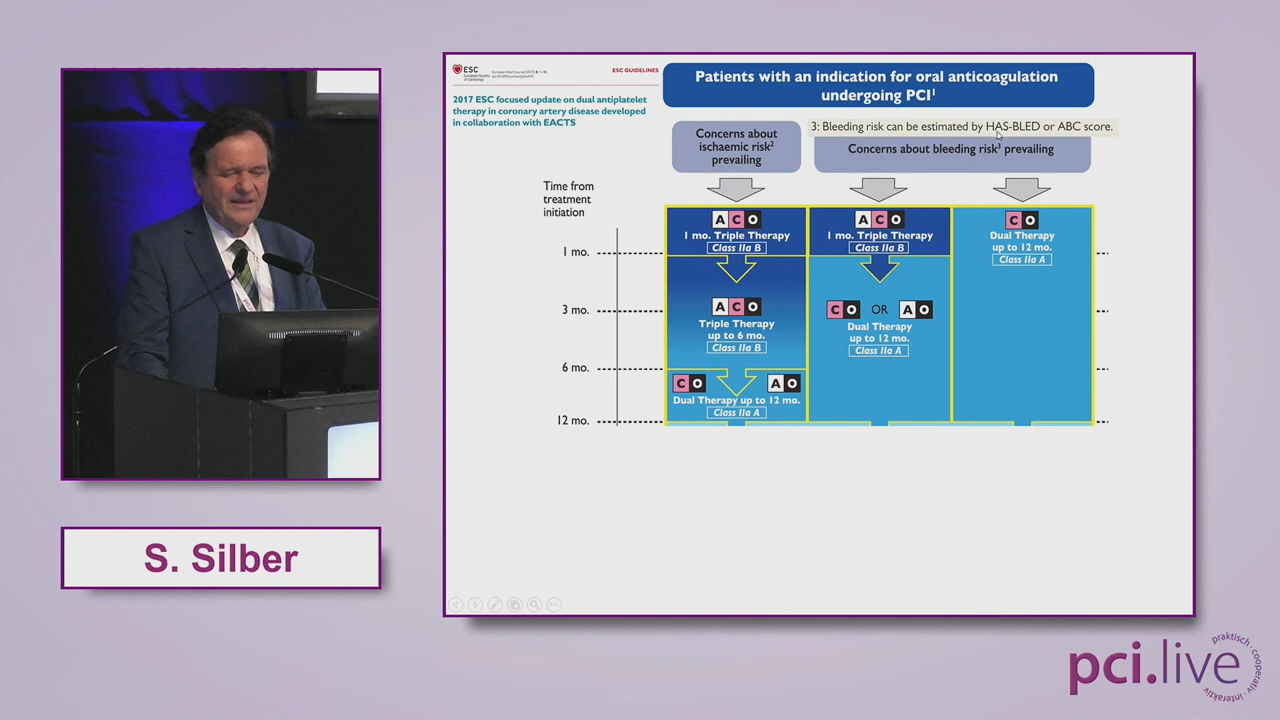 ESC
European Society
of Cardiology
ESC GUIDELINES
2017 ESC focused update on dual antiplatelet
therapy in coronary artery disease developed
in collaboration with EACTS
Patients with an indication for oral anticoagulation
undergoing PCI¹
Concerns about
ischaemic risk²
prevailing
3: Bleeding risk can be estimated by HAS-BLED or ABC score.
Concerns about bleeding risk³ prevailing
Time from
treatment
initiation
1 mo.
3 mo.
6 mo.
12 mo.
A C O
1 mo. Triple Therapy
Class IIa B
A C O
Triple Therapy
up to 6 mo.
Class IIa B
C O
A O
Dual Therapy up to 12 mo.
Class IIa A
A C O
1 mo. Triple Therapy
Class IIa B
C O OR A O
Dual Therapy
up to 12 mo.
Class IIa A
C O
Dual Therapy
up to 12 mo.
Class IIa A
S. Silber
pci.live
praktisch · cooperativ · interaktiv